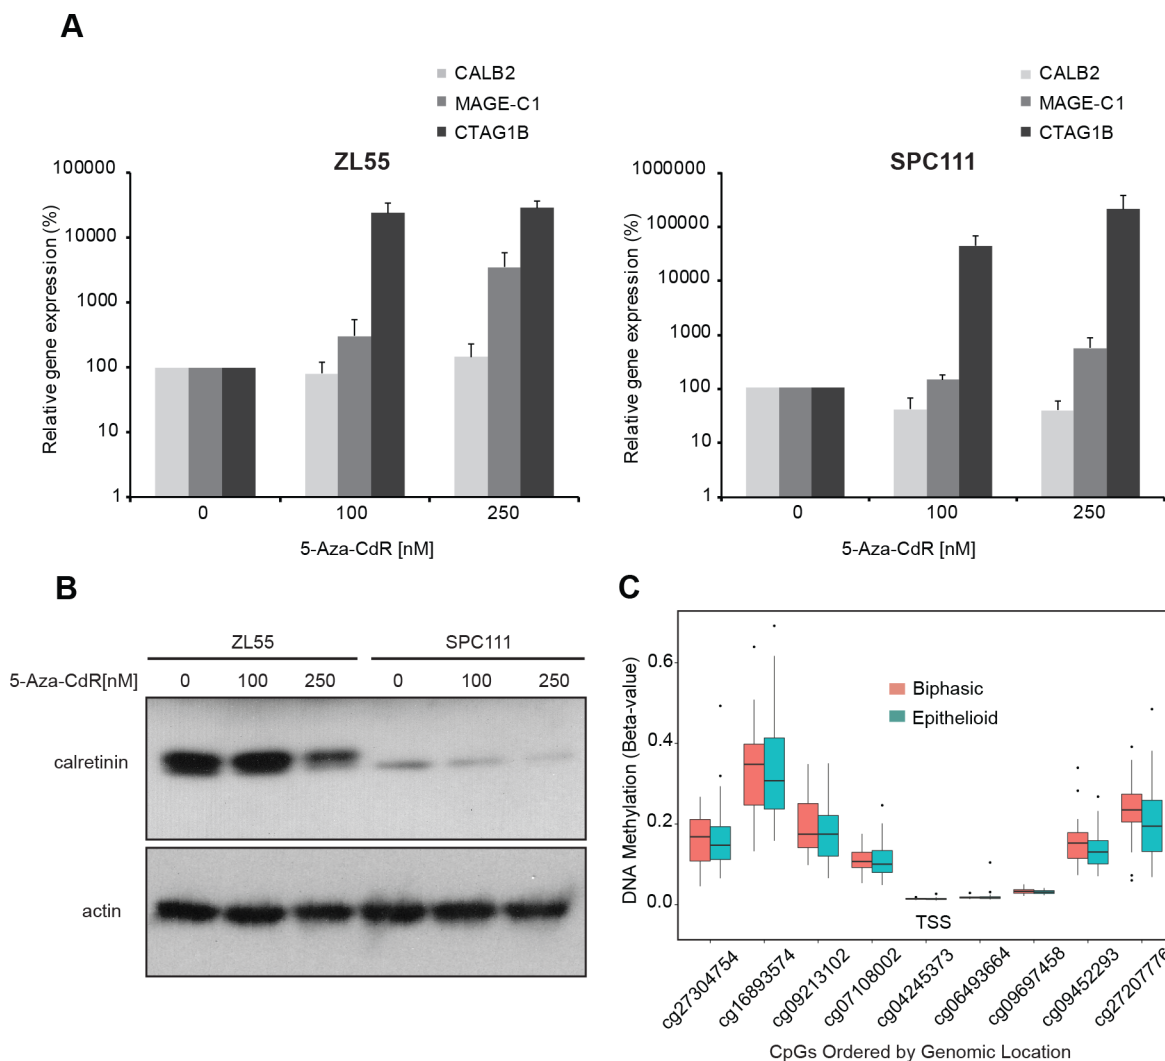 A
CALB2
MAGE-C1
CTAG1B
ZL55
Relative gene expression (%)
100000
10000
1000
100
10
1
0
100
250
5-Aza-CdR [nM]
CALB2
MAGE-C1
CTAG1B
SPC111
Relative gene expression (%)
1000000
100000
10000
1000
100
10
1
0
100
250
5-Aza-CdR [nM]
B
ZL55
SPC111
5-Aza-CdR[nM]
0
100
250
0
100
250
calretinin
actin
C
DNA Methylation (Beta-value)
0.6
0.4
0.2
0.0
Biphasic
Epithelioid
TSS
cg27304754
cg16893574
cg09213102
cg07108002
cg04245373
cg06493664
cg09697458
cg09452293
cg27207776
CpGs Ordered by Genomic Location